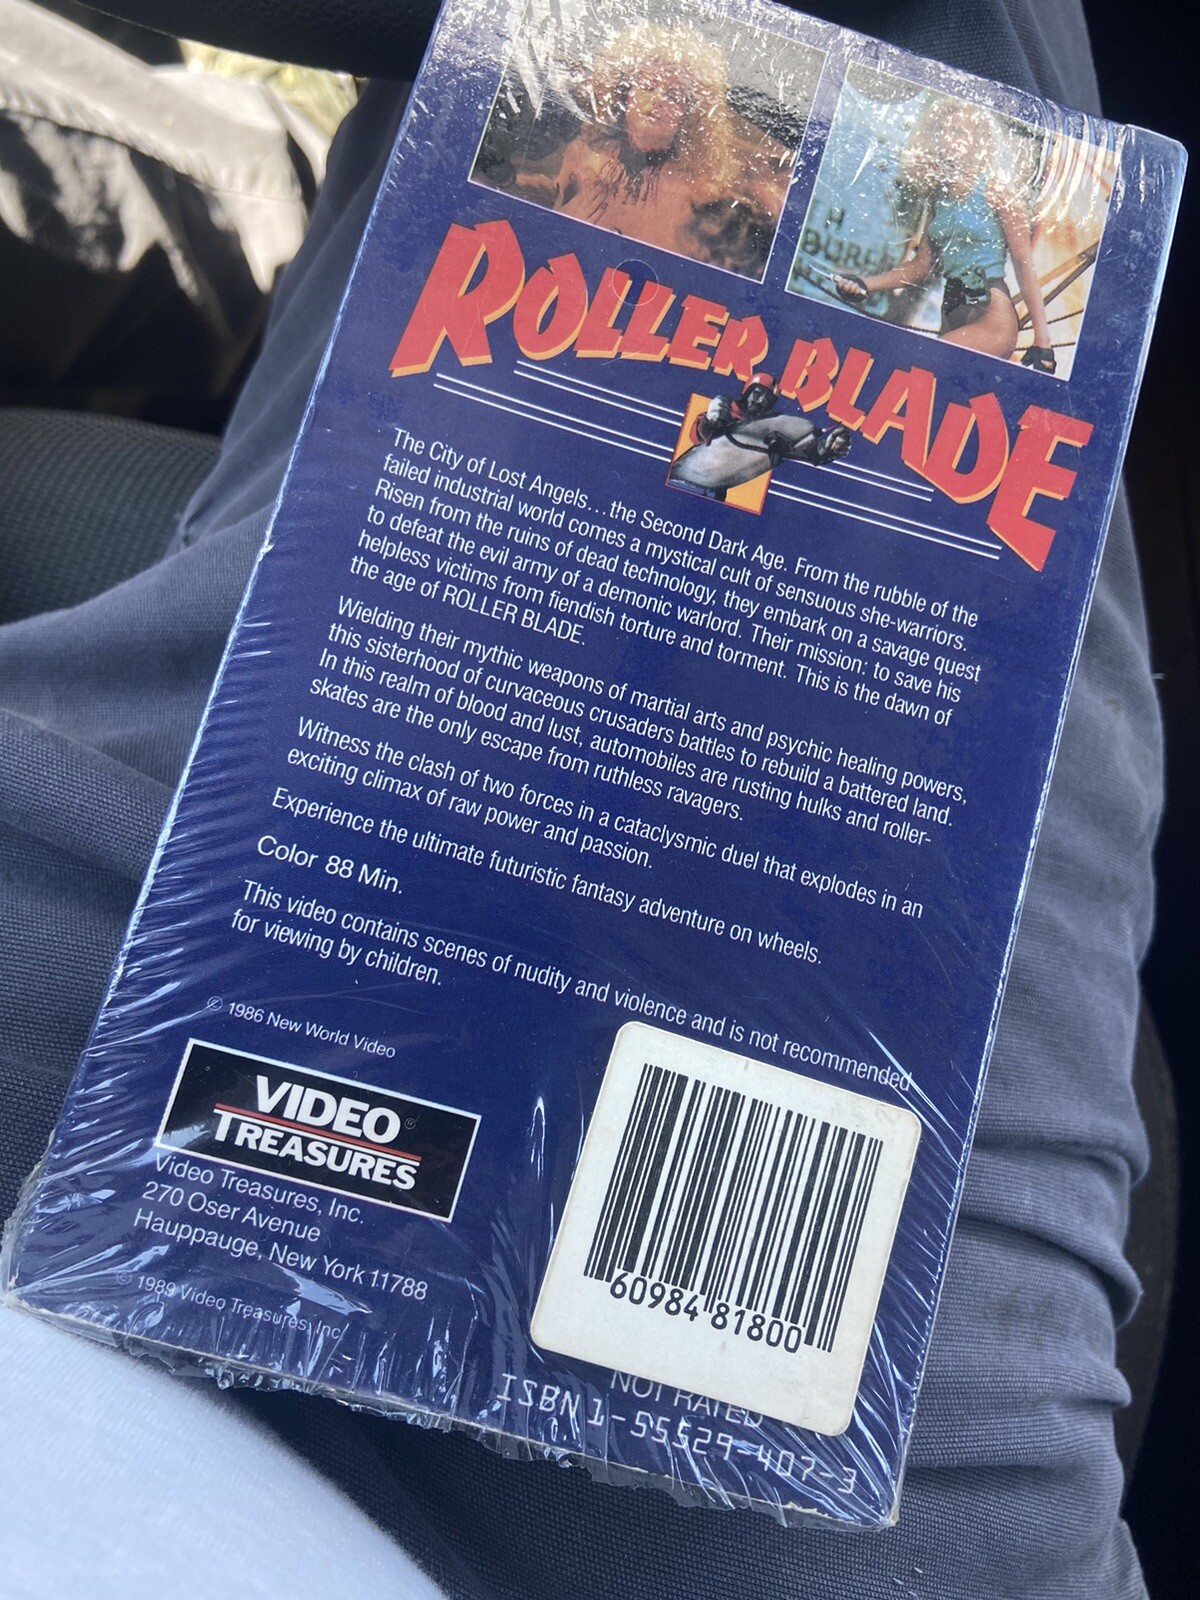 H
BUREA
ROLLER BLADE
The City of Lost Angels...the Second Dark Age. From the rubble of the
failed industrial world comes a mystical cult of sensuous she-warriors.
Risen from the ruins of dead technology, they embark on a savage quest
to defeat the evil army of a demonic warlord. Their mission: to save his
helpless victims from fiendish torture and torment. This is the dawn of
the age of ROLLER BLADE.
Wielding their mythic weapons of martial arts and psychic healing powers,
this sisterhood of curvaceous crusaders battles to rebuild a battered land.
In this realm of blood and lust, automobiles are rusting hulks and roller-
skates are the only escape from ruthless ravagers.
Witness the clash of two forces in a cataclysmic duel that explodes in an
exciting climax of raw power and passion.
Experience the ultimate futuristic fantasy adventure on wheels.
Color 88 Min.
This video contains scenes of nudity and violence and is not recommended
for viewing by children.
© 1986 New World Video
VIDEO®
TREASURES
Video Treasures, Inc.
270 Oser Avenue
Hauppauge, New York 11788
© 1989 Video Treasures, Inc.
60984 81800
NOT RATED
ISBN 1-55529-407-3